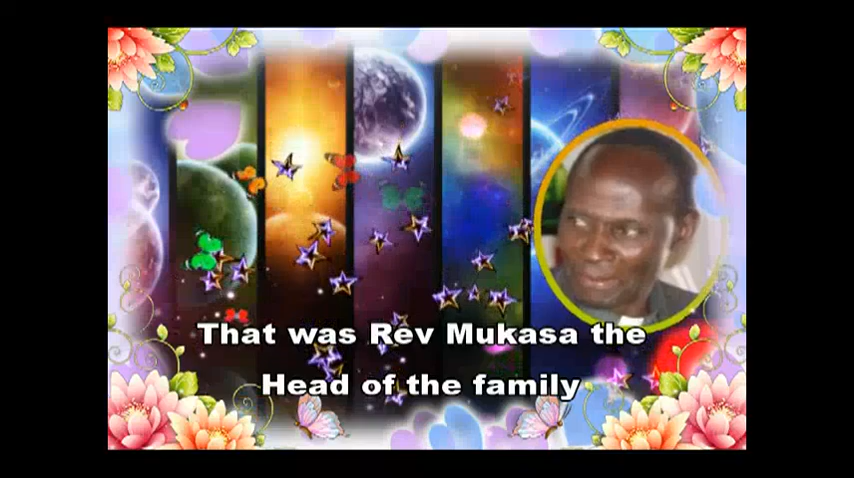 That was Rev Mukasa the
Head of the family